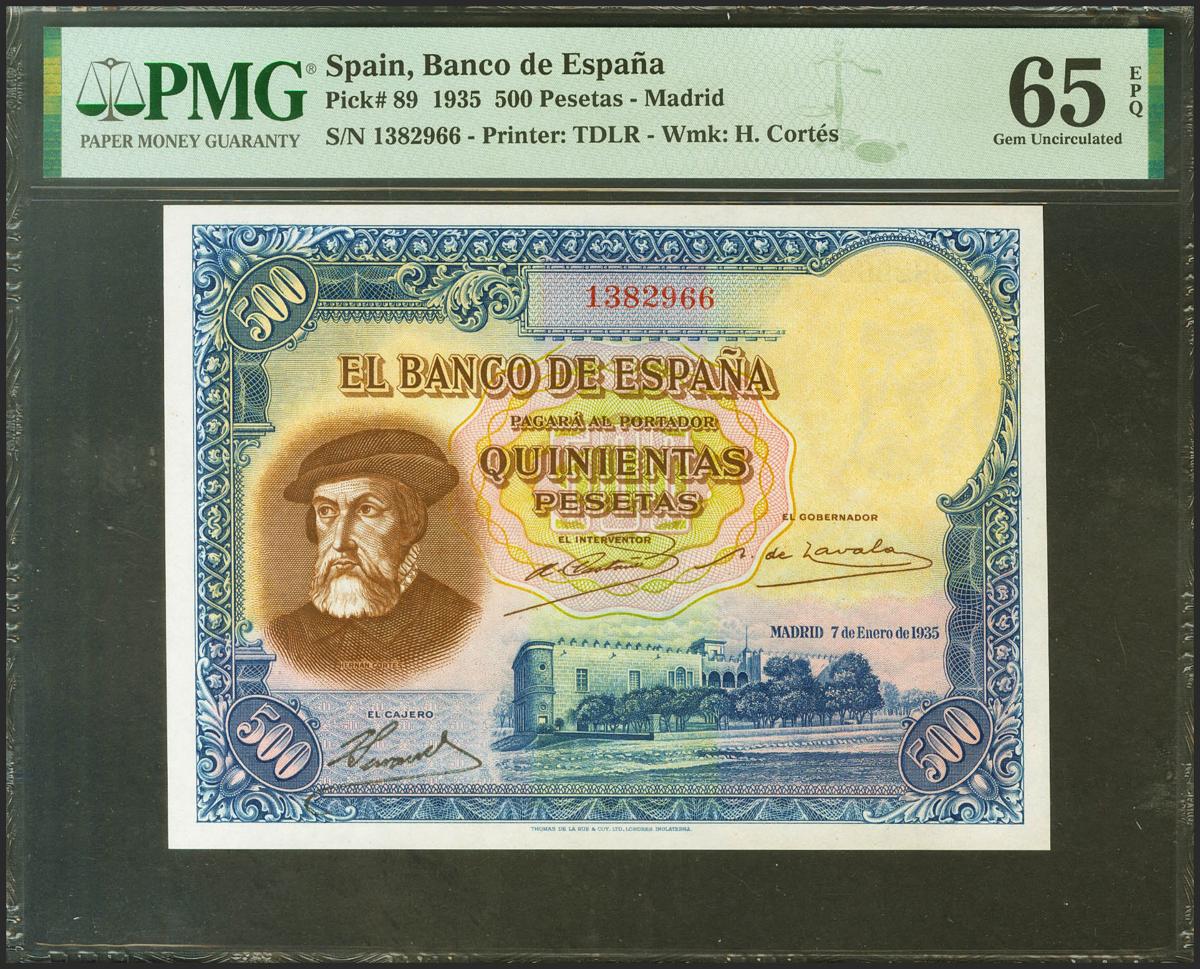 PMG®
PAPER MONEY GUARANTY
Spain, Banco de España
Pick# 89 1935 500 Pesetas - Madrid
S/N 1382966 - Printer: TDLR - Wmk: H. Cortés
65
EPQ
Gem Uncirculated
500
1382966
EL BANCO DE ESPAÑA
PAGARÁ AL PORTADOR
QUINIENTAS
PESETAS
EL GOBERNADOR
EL INTERVENTOR
de Zavala
MADRID 7 de Enero de 1935
HERNAN CORTES
EL CAJERO
500
500
THOMAS DE LA RUE & COY. LTD. LONDRES. INGLATERRA.